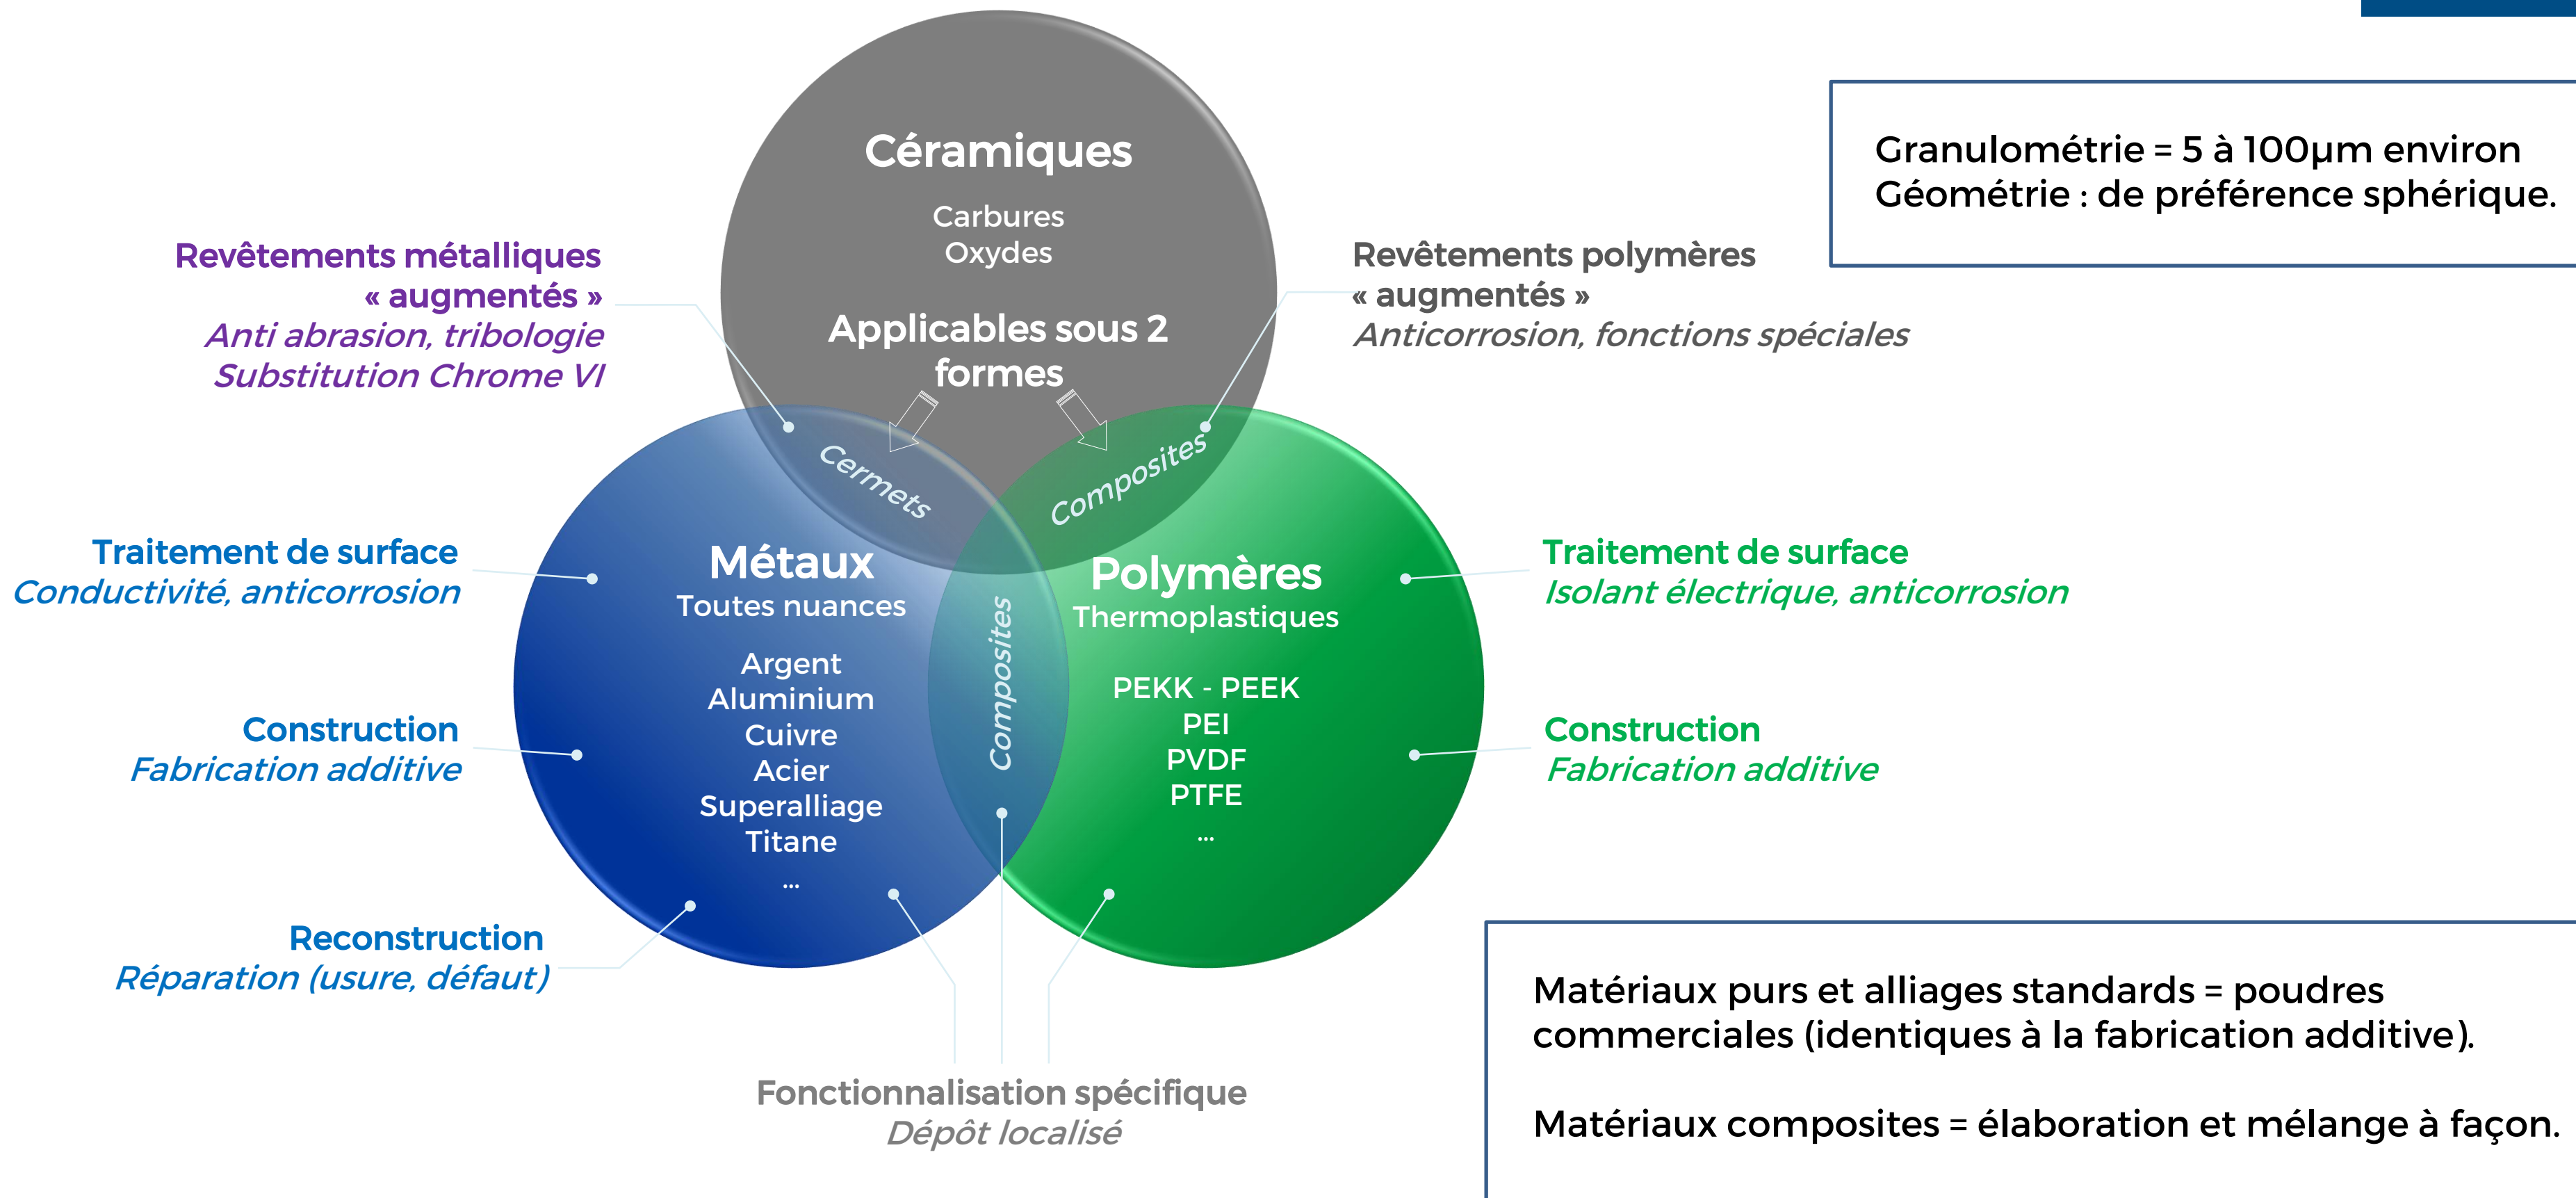 Céramiques
Carbures
Oxydes
Applicables sous 2
formes
Granulométrie = 5 à 100µm environ
Géométrie : de préférence sphérique.
Revêtements métalliques
« augmentés »
Anti abrasion, tribologie
Substitution Chrome VI
Revêtements polymères
« augmentés »
Anticorrosion, fonctions spéciales
Cermets
Composites
Traitement de surface
Conductivité, anticorrosion
Construction
Fabrication additive
Reconstruction
Réparation (usure, défaut)
Métaux
Toutes nuances
Argent
Aluminium
Cuivre
Acier
Superalliage
Titane
...
Composites
Polymères
Thermoplastiques
PEKK - PEEK
PEI
PVDF
PTFE
...
Traitement de surface
Isolant électrique, anticorrosion
Construction
Fabrication additive
Fonctionnalisation spécifique
Dépôt localisé
Matériaux purs et alliages standards = poudres
commerciales (identiques à la fabrication additive).
Matériaux composites = élaboration et mélange à façon.